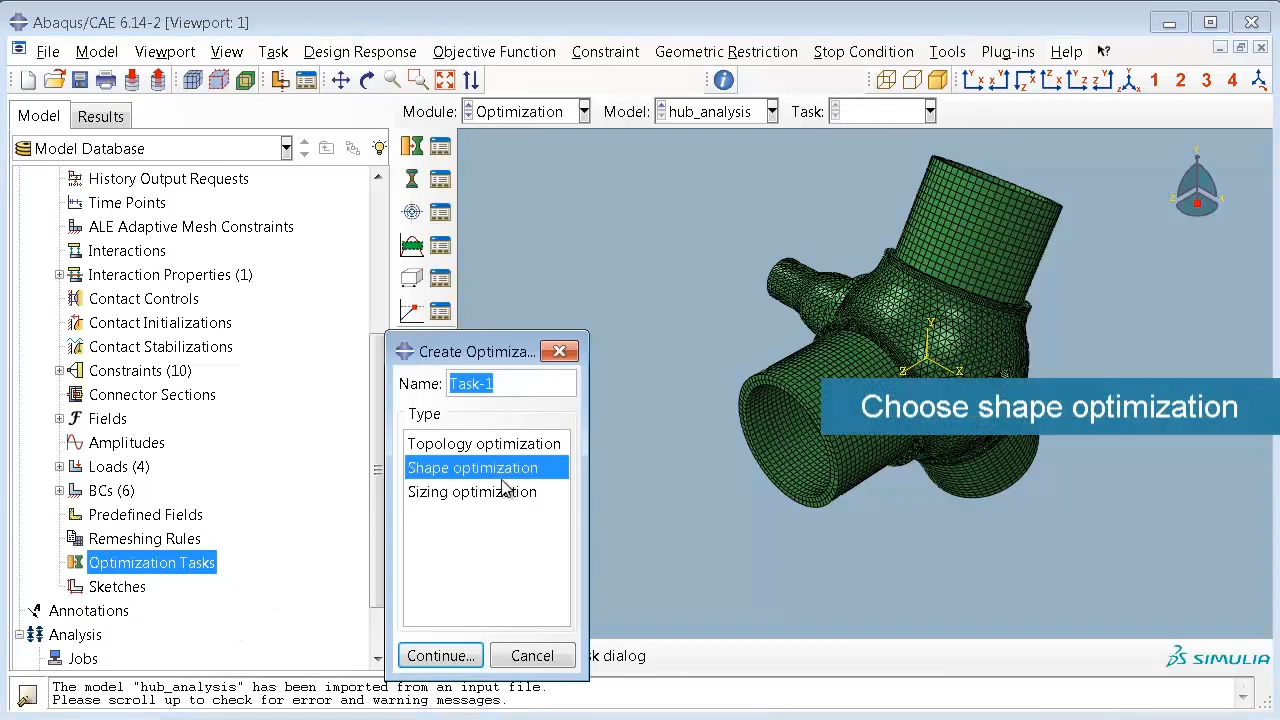 Abaqus/CAE 6.14-2 [Viewport: 1]
File Model Viewport View Task Design Response Objective Function Constraint Geometric Restriction Stop Condition Tools Plug-ins Help
1 2 3 4
Model Results Module: Optimization Model: hub_analysis Task:
Model Database
History Output Requests
Time Points
ALE Adaptive Mesh Constraints
Interactions
Interaction Properties (1)
Contact Controls
Contact Initializations
Contact Stabilizations
Constraints (10)
Connector Sections
Fields
Amplitudes
Loads (4)
BCs (6)
Predefined Fields
Remeshing Rules
Optimization Tasks
Sketches
Annotations
Analysis
Jobs
Create Optimiza...
Name: Task-1
Type
Topology optimization
Shape optimization
Sizing optimization
Continue... Cancel
Y
Z X
Y
Z X
Choose shape optimization
sk dialog
SIMULIA
The model "hub_analysis" has been imported from an input file.
Please scroll up to check for error and warning messages.